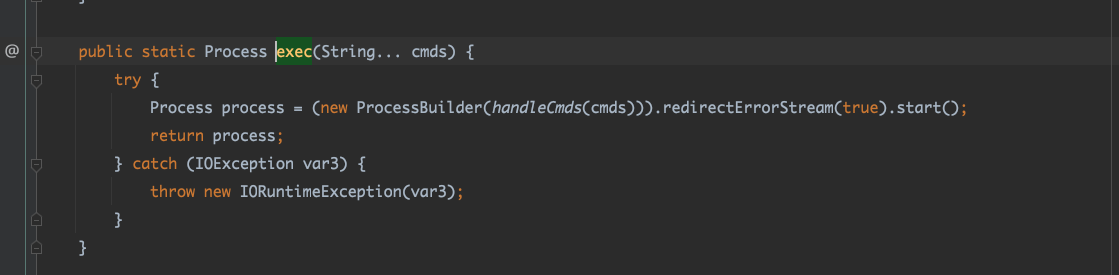 }
@ public static Process exec(String... cmds) {
try {
Process process = (new ProcessBuilder(handleCmds(cmds))).redirectErrorStream(true).start();
return process;
} catch (IOException var3) {
throw new IORuntimeException(var3);
}
}